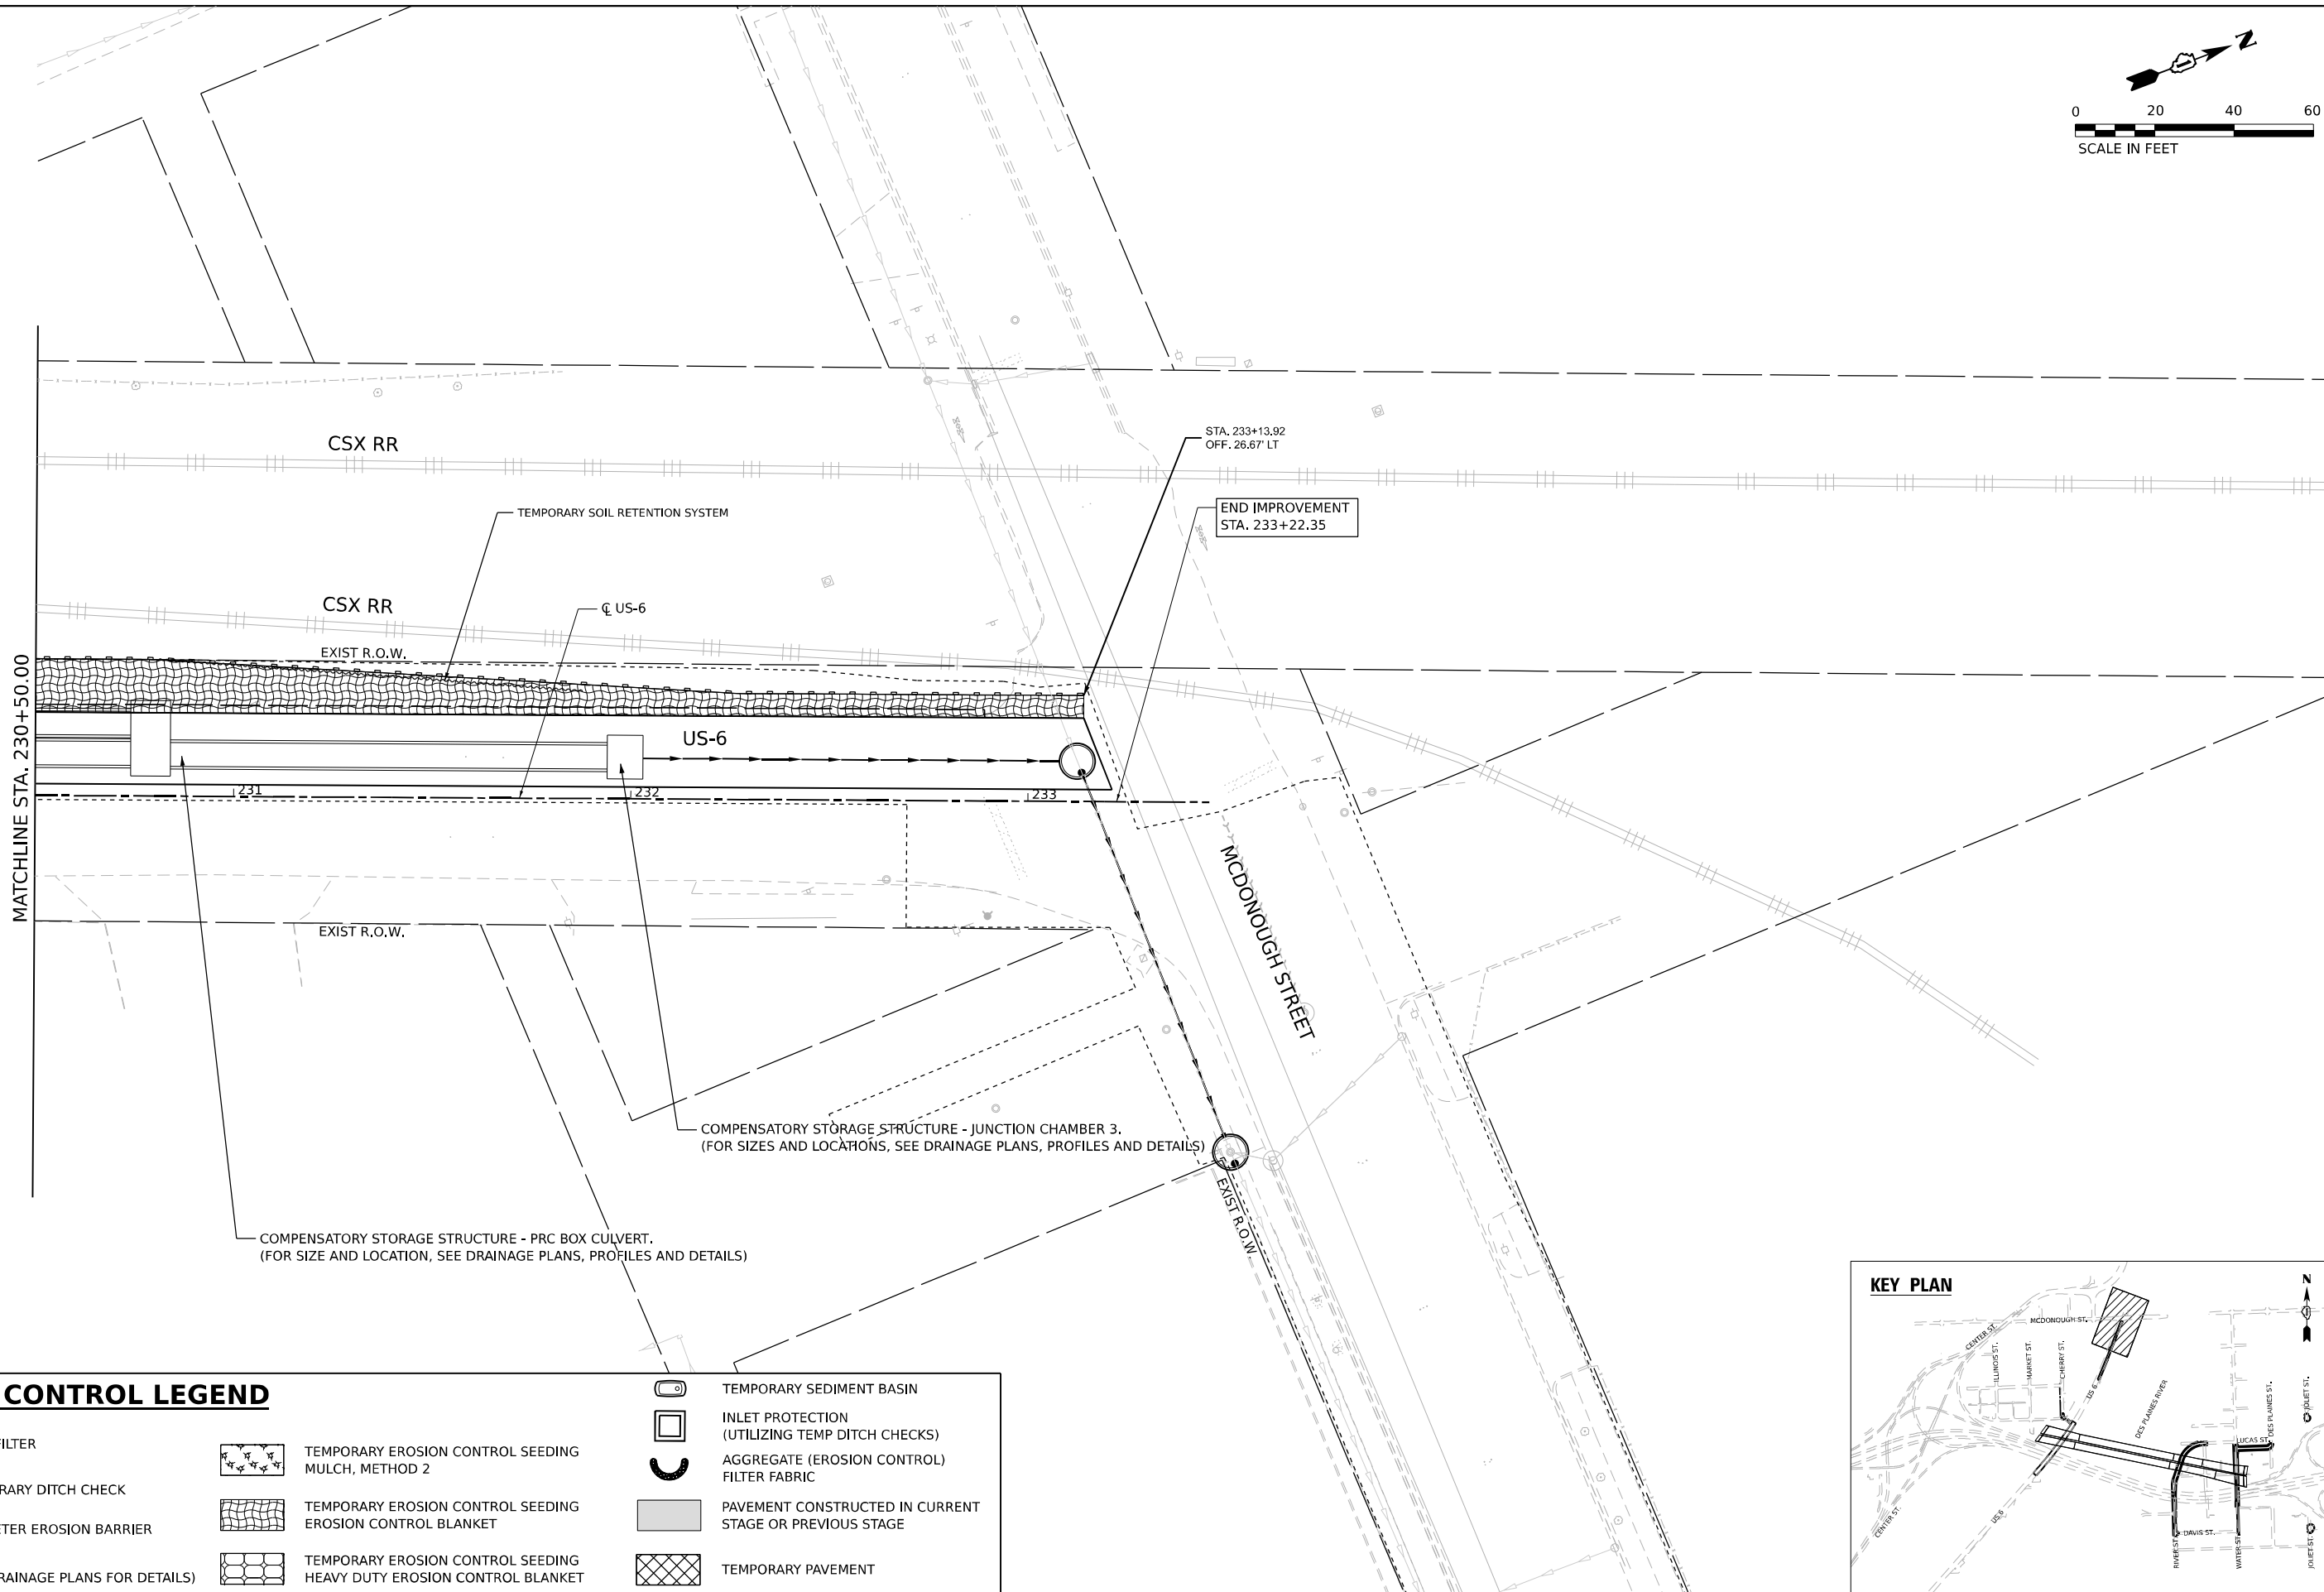 N
0 20 40 60
SCALE IN FEET
CSX RR
STA. 233+13.92
OFF. 26.67' LT
END IMPROVEMENT
STA. 233+22.35
TEMPORARY SOIL RETENTION SYSTEM
CSX RR
℄ US-6
EXIST R.O.W.
MATCHLINE STA. 230+50.00
US-6
231
232
233
MCDONOUGH STREET
EXIST R.O.W.
COMPENSATORY STORAGE STRUCTURE - JUNCTION CHAMBER 3.
(FOR SIZES AND LOCATIONS, SEE DRAINAGE PLANS, PROFILES AND DETAILS)
EXIST R.O.W.
COMPENSATORY STORAGE STRUCTURE - PRC BOX CULVERT.
(FOR SIZE AND LOCATION, SEE DRAINAGE PLANS, PROFILES AND DETAILS)
CONTROL LEGEND
FILTER
RARY DITCH CHECK
ETER EROSION BARRIER
RAINAGE PLANS FOR DETAILS)
TEMPORARY EROSION CONTROL SEEDING
MULCH, METHOD 2
TEMPORARY EROSION CONTROL SEEDING
EROSION CONTROL BLANKET
TEMPORARY EROSION CONTROL SEEDING
HEAVY DUTY EROSION CONTROL BLANKET
TEMPORARY SEDIMENT BASIN
INLET PROTECTION
(UTILIZING TEMP DITCH CHECKS)
AGGREGATE (EROSION CONTROL)
FILTER FABRIC
PAVEMENT CONSTRUCTED IN CURRENT
STAGE OR PREVIOUS STAGE
TEMPORARY PAVEMENT
KEY PLAN
N
MCDONOUGH ST.
CENTER ST.
ILLINOIS ST.
MARKET ST.
CHERRY ST.
US 6
DES PLAINES RIVER
LUCAS ST.
DES PLAINES ST.
JOLIET ST.
CENTER ST.
US 6
DAVIS ST.
RIVER ST.
WATER ST.
JOLIET ST.